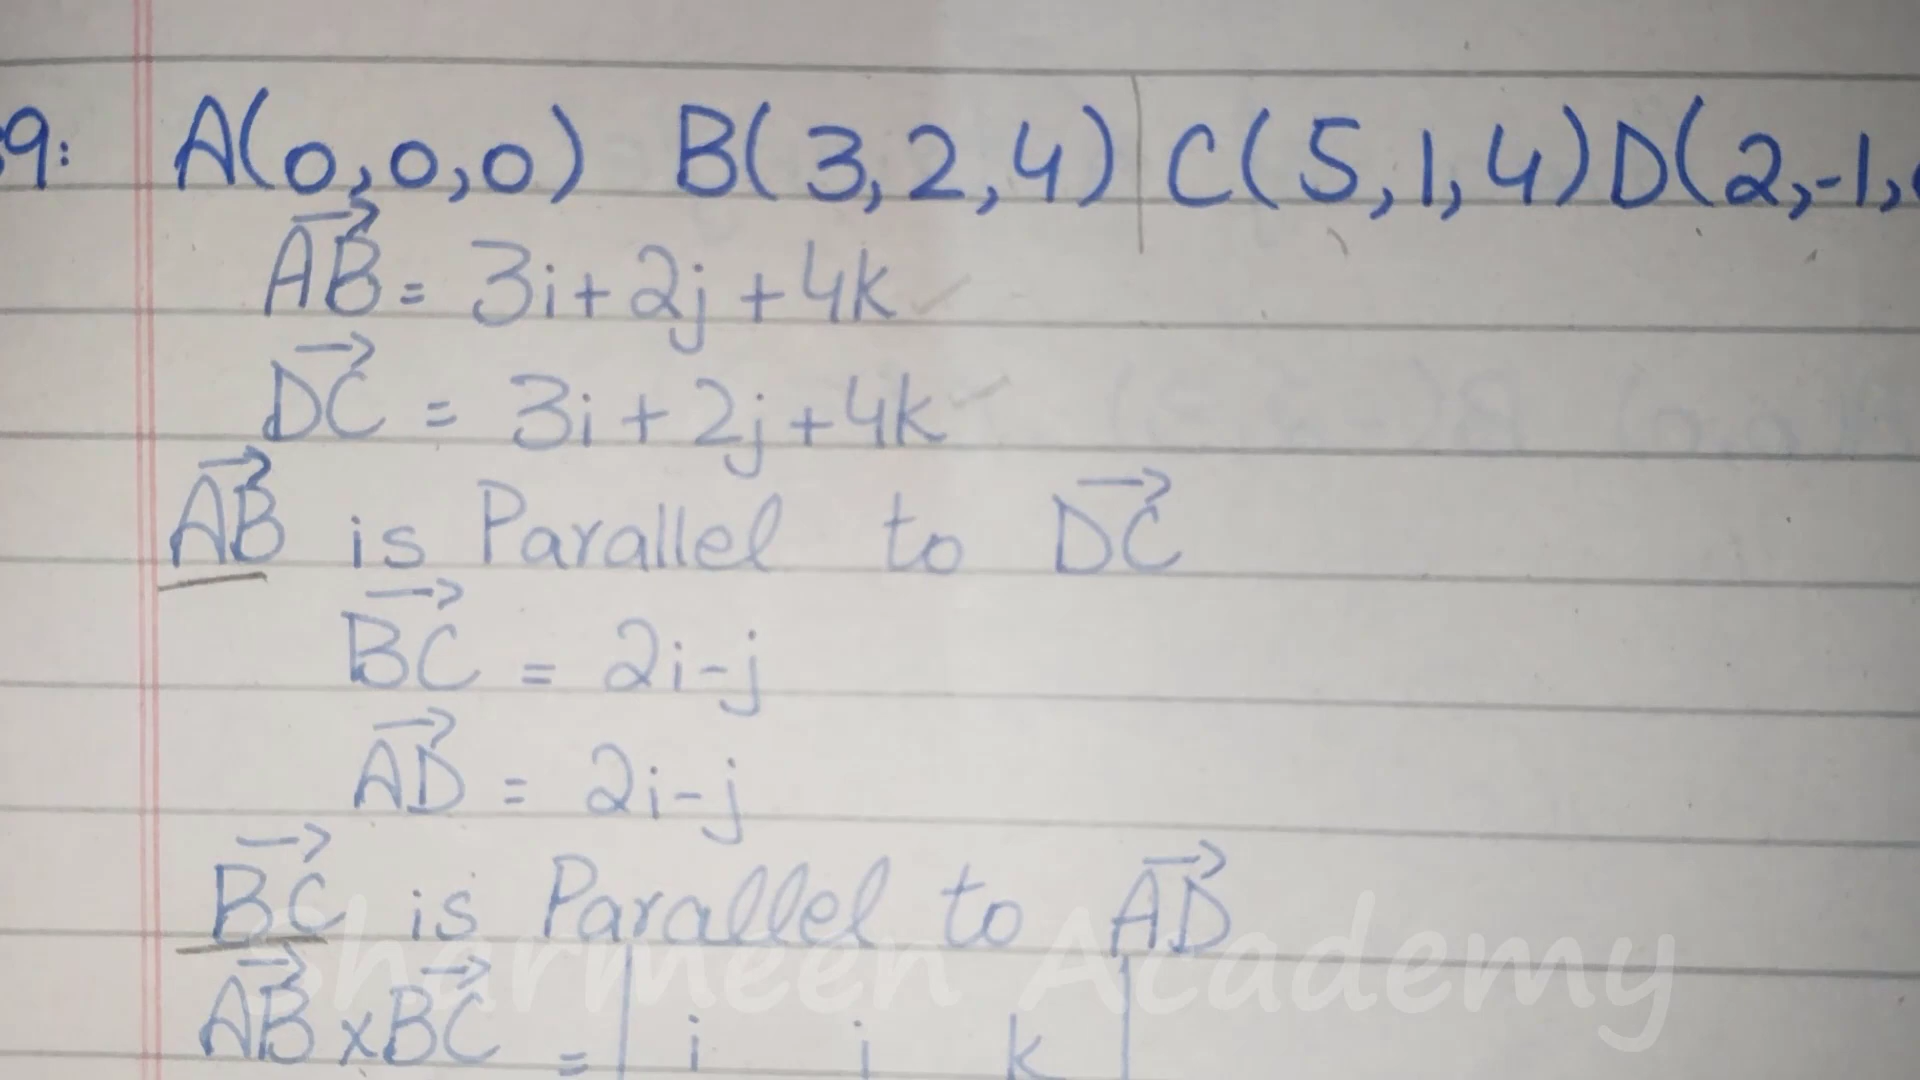 9: A(0,0,0) B(3,2,4) C(5,1,4) D(2,-1,
AB = 3i + 2j + 4k
DC = 3i + 2j + 4k
AB is Parallel to DC
BC = 2i - j
AD = 2i - j
BC is Parallel to AD
Sharmeen Academy
AB x BC = | i j k |